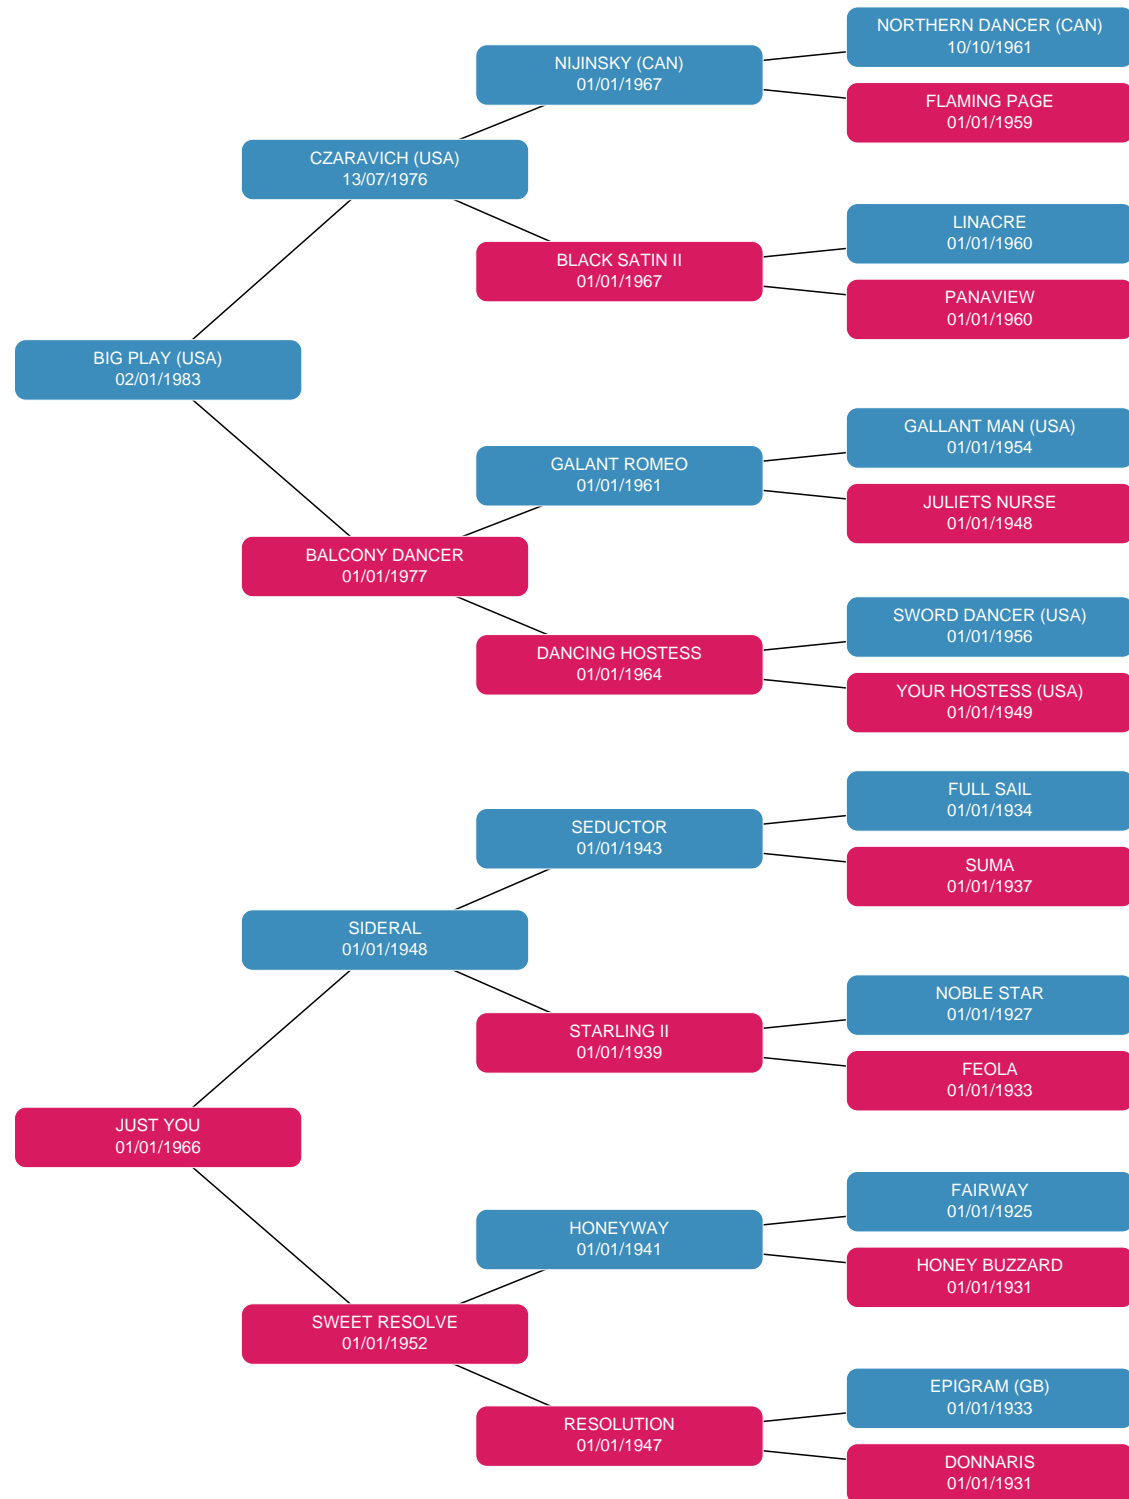 NORTHERN DANCER (CAN)
10/10/1961
NIJINSKY (CAN)
01/01/1967
FLAMING PAGE
01/01/1959
CZARAVICH (USA)
13/07/1976
LINACRE
01/01/1960
BLACK SATIN II
01/01/1967
PANAVIEW
01/01/1960
BIG PLAY (USA)
02/01/1983
GALLANT MAN (USA)
01/01/1954
GALANT ROMEO
01/01/1961
JULIETS NURSE
01/01/1948
BALCONY DANCER
01/01/1977
SWORD DANCER (USA)
01/01/1956
DANCING HOSTESS
01/01/1964
YOUR HOSTESS (USA)
01/01/1949
FULL SAIL
01/01/1934
SEDUCTOR
01/01/1943
SUMA
01/01/1937
SIDERAL
01/01/1948
NOBLE STAR
01/01/1927
STARLING II
01/01/1939
FEOLA
01/01/1933
JUST YOU
01/01/1966
FAIRWAY
01/01/1925
HONEYWAY
01/01/1941
HONEY BUZZARD
01/01/1931
SWEET RESOLVE
01/01/1952
EPIGRAM (GB)
01/01/1933
RESOLUTION
01/01/1947
DONNARIS
01/01/1931